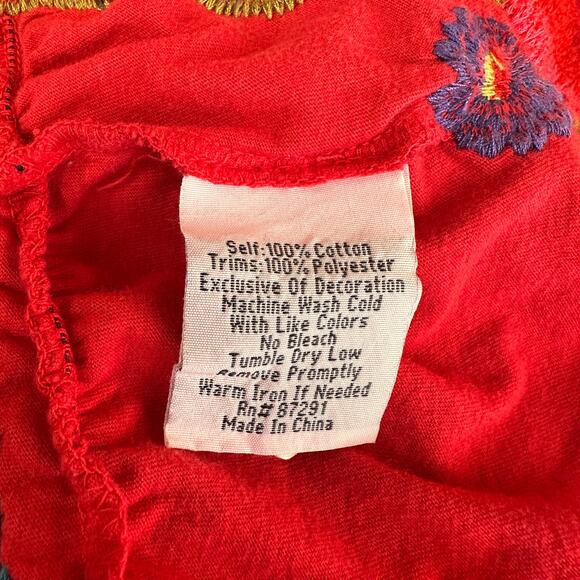 Self:100% Cotton
Trims:100% Polyester
Exclusive Of Decoration
Machine Wash Cold
With Like Colors
No Bleach
Tumble Dry Low
Remove Promptly
Warm Iron If Needed
Rn# 87291
Made In China